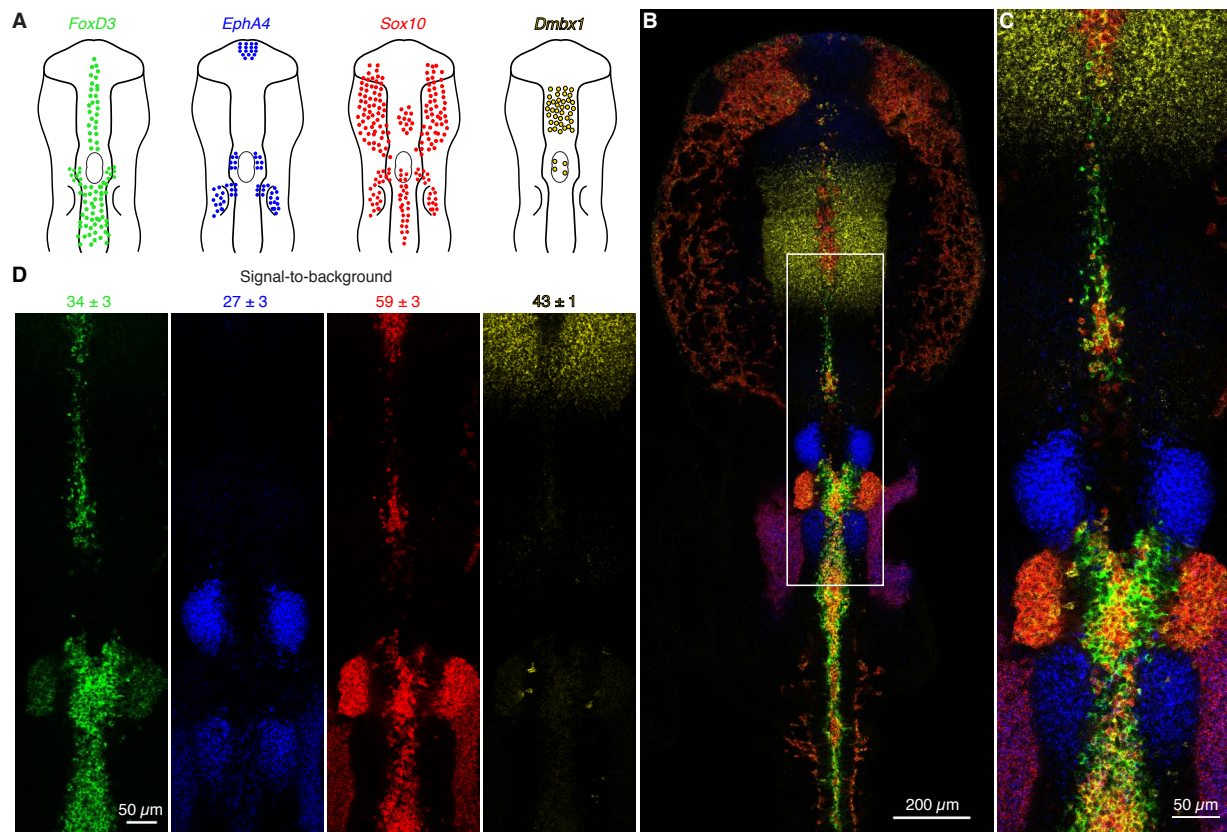 A
FoxD3
EphA4
Sox10
Dmbx1
B
C
D
Signal-to-background
34 ± 3
27 ± 3
59 ± 3
43 ± 1
50 µm
200 µm
50 µm